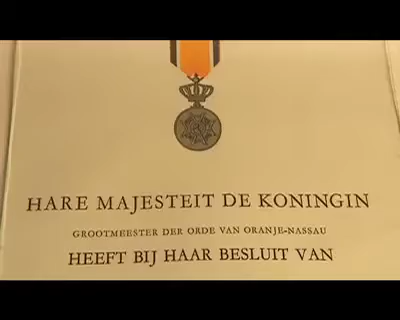 HARE MAJESTEIT DE KONINGIN
GROOTMEESTER DER ORDE VAN ORANJE-NASSAU
HEEFT BIJ HAAR BESLUIT VAN